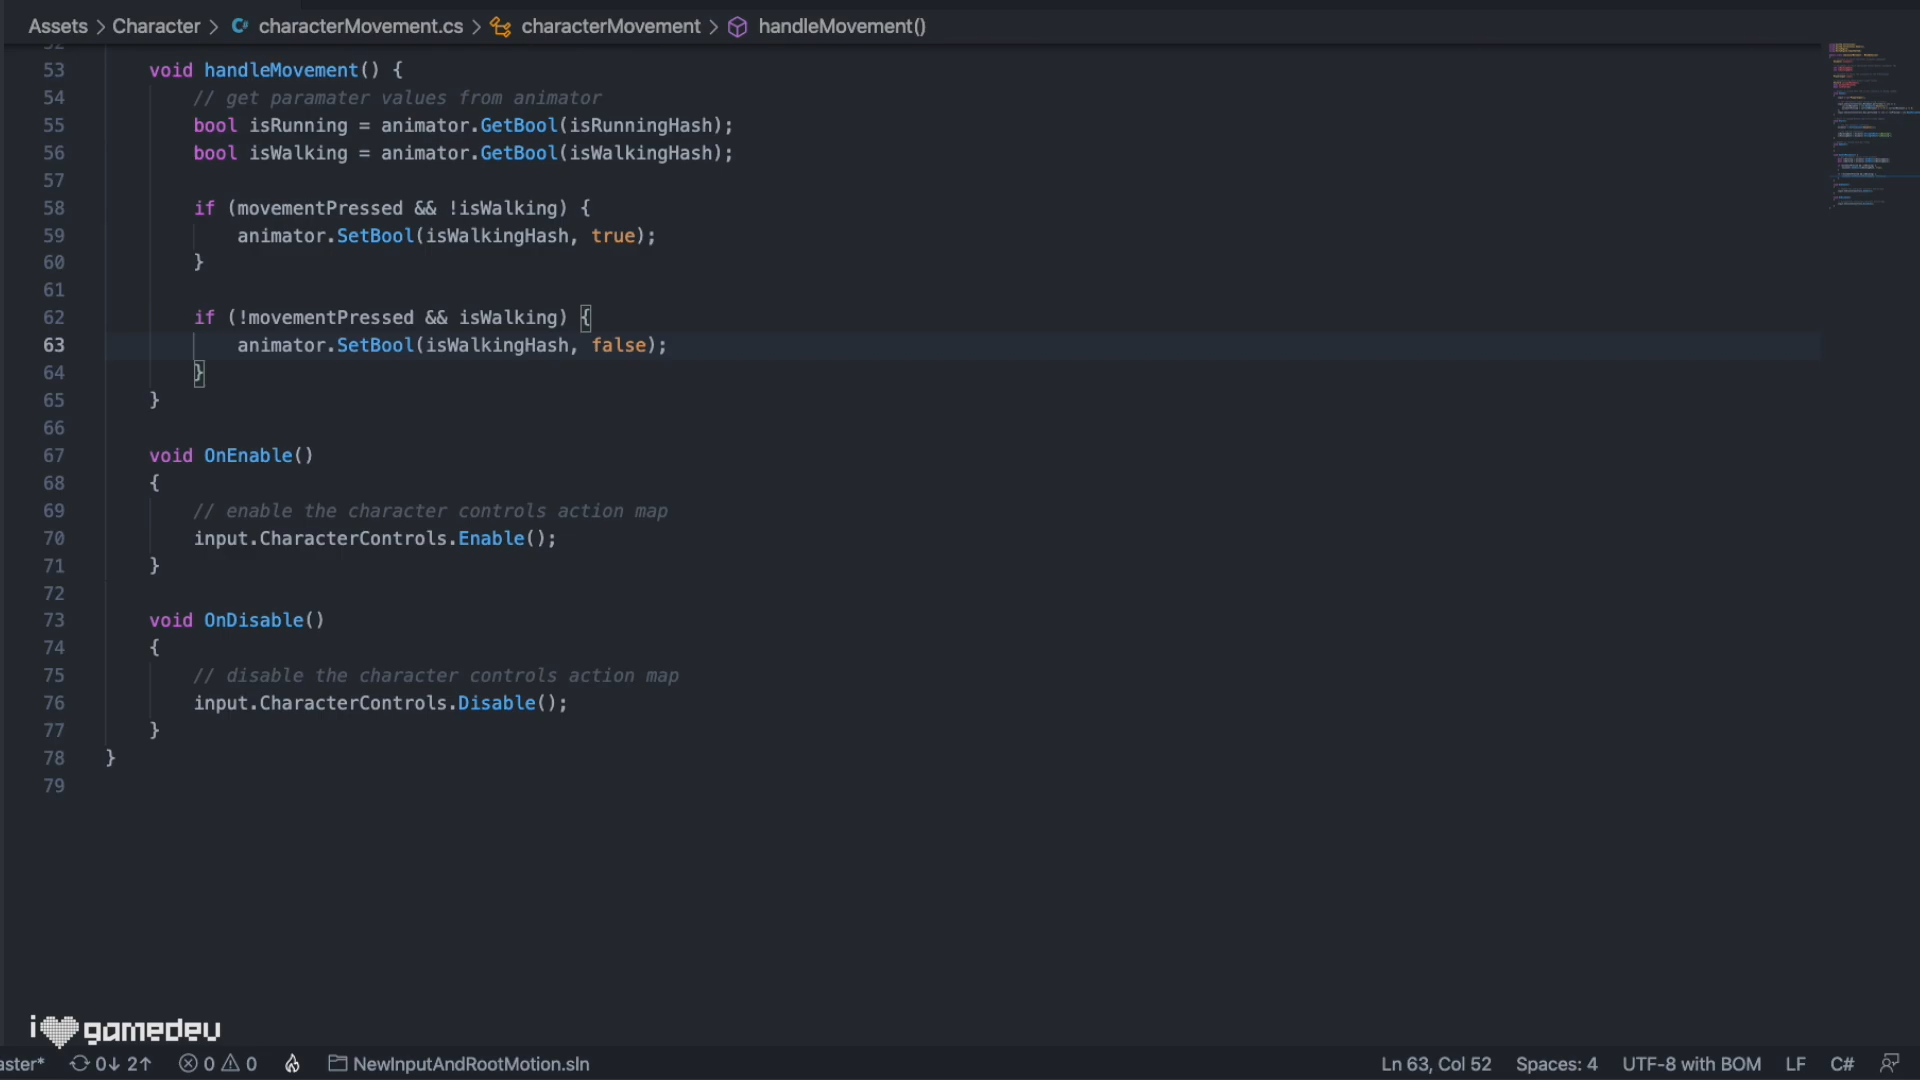 Assets > Character > characterMovement.cs > characterMovement > handleMovement()
52
53 void handleMovement() {
54 // get paramater values from animator
55 bool isRunning = animator.GetBool(isRunningHash);
56 bool isWalking = animator.GetBool(isWalkingHash);
57
58 if (movementPressed && !isWalking) {
59 animator.SetBool(isWalkingHash, true);
60 }
61
62 if (!movementPressed && isWalking) {
63 animator.SetBool(isWalkingHash, false);
64 }
65 }
66
67 void OnEnable()
68 {
69 // enable the character controls action map
70 input.CharacterControls.Enable();
71 }
72
73 void OnDisable()
74 {
75 // disable the character controls action map
76 input.CharacterControls.Disable();
77 }
78 }
79
i gamedev
aster* 0↓ 2↑ 0 0 NewInputAndRootMotion.sln Ln 63, Col 52 Spaces: 4 UTF-8 with BOM LF C#